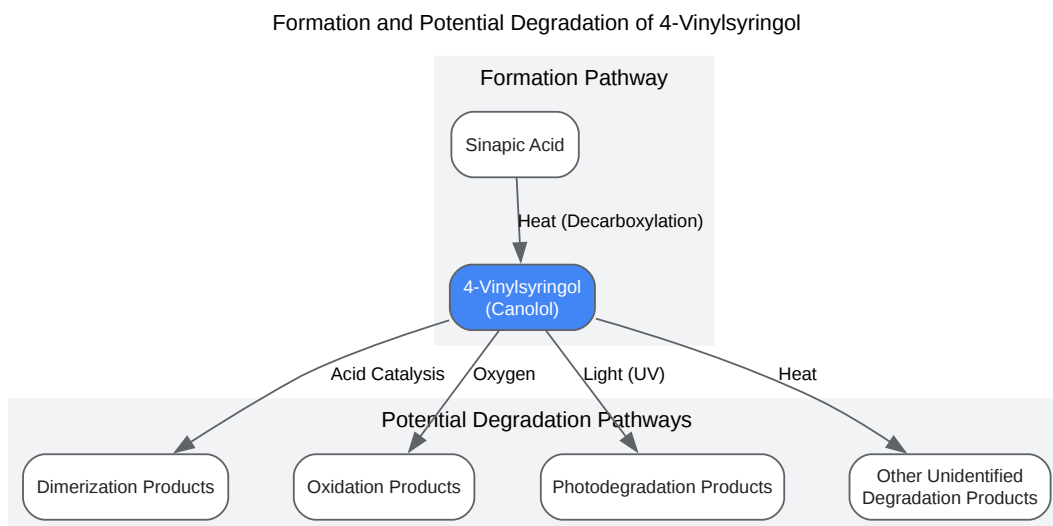 Formation and Potential Degradation of 4-Vinylsyringol
Formation Pathway
Sinapic Acid
Heat (Decarboxylation)
4-Vinylsyringol
(Canolol)
Acid Catalysis
Oxygen
Light (UV)
Heat
Potential Degradation Pathways
Dimerization Products
Oxidation Products
Photodegradation Products
Other Unidentified
Degradation Products